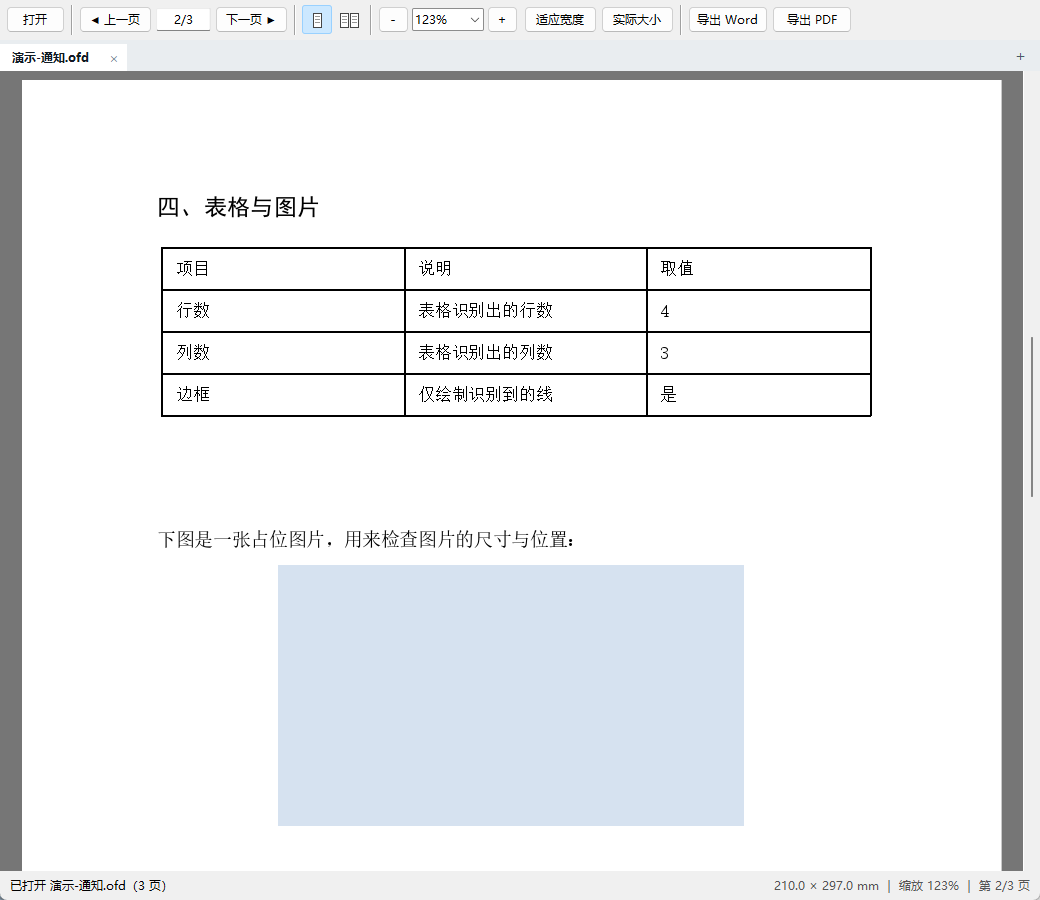 打开 ◄ 上一页 2/3 下一页 ► - 123% + 适应宽度 实际大小 导出 Word 导出 PDF
演示-通知.ofd × +
四、表格与图片
项目 说明 取值
行数 表格识别出的行数 4
列数 表格识别出的列数 3
边框 仅绘制识别到的线 是
下图是一张占位图片，用来检查图片的尺寸与位置：
已打开 演示-通知.ofd（3 页） 210.0 × 297.0 mm | 缩放 123% | 第 2/3 页